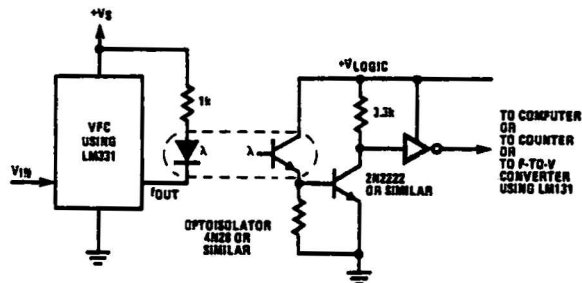 +VS
VFC
USING
LM331
VIN
fOUT
1k
λ
λ
OPTOISOLATOR
4N28 OR
SIMILAR
+VLOGIC
3.3k
2N2222
OR SIMILAR
TO COMPUTER
OR
TO COUNTER
OR
TO F-TO-V
CONVERTER
USING LM131